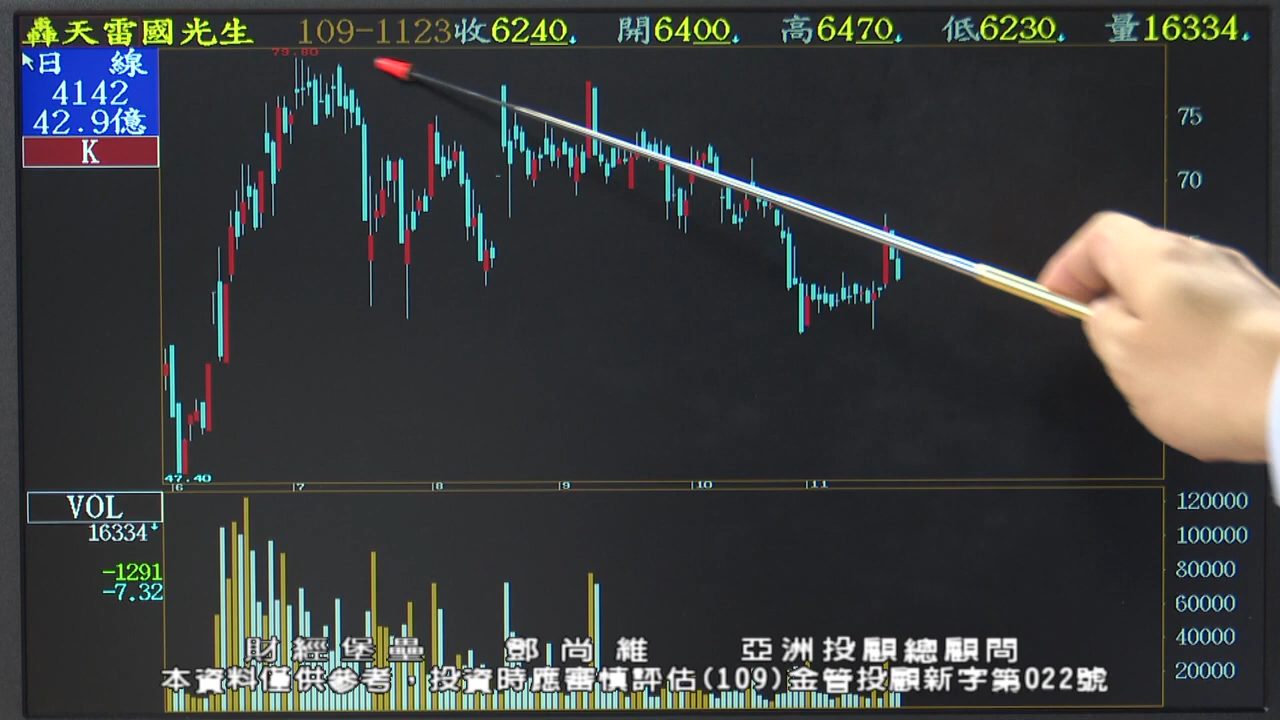 轟天雷國光生 109-1123收6240 開6400 高6470 低6230 量16334
日 線
4142
42.9億
K
79.80
75
70
47.40
6 7 8 9 10 11
VOL
16334
-1291
-7.32
120000
100000
80000
60000
40000
20000
財經堡壘 鄧尚維 亞洲投顧總顧問
本資料僅供參考，投資時應審慎評估(109)金管投顧新字第022號